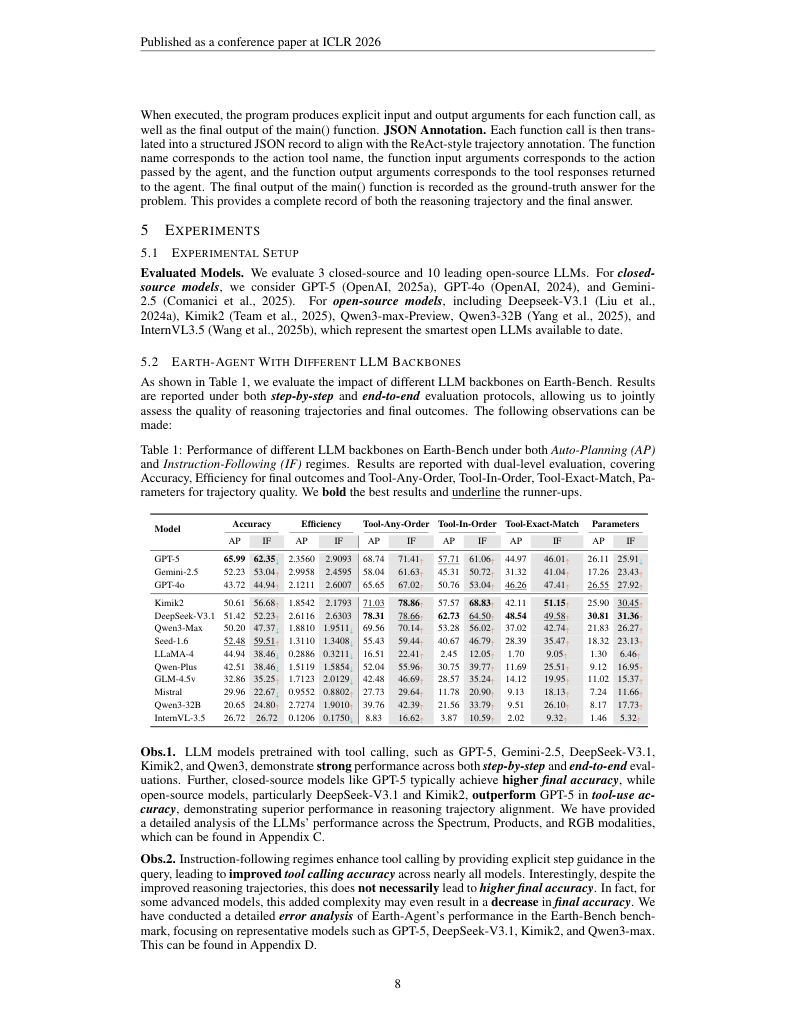 Published as a conference paper at ICLR 2026
When executed, the program produces explicit input and output arguments for each function call, as
well as the final output of the main() function. JSON Annotation. Each function call is then trans-
lated into a structured JSON record to align with the ReAct-style trajectory annotation. The function
name corresponds to the action tool name, the function input arguments corresponds to the action
passed by the agent, and the function output arguments corresponds to the tool responses returned
to the agent. The final output of the main() function is recorded as the ground-truth answer for the
problem. This provides a complete record of both the reasoning trajectory and the final answer.
5 EXPERIMENTS
5.1 EXPERIMENTAL SETUP
Evaluated Models. We evaluate 3 closed-source and 10 leading open-source LLMs. For closed-
source models, we consider GPT-5 (OpenAI, 2025a), GPT-4o (OpenAI, 2024), and Gemini-
2.5 (Comanici et al., 2025). For open-source models, including Deepseek-V3.1 (Liu et al.,
2024a), Kimik2 (Team et al., 2025), Qwen3-max-Preview, Qwen3-32B (Yang et al., 2025), and
InternVL3.5 (Wang et al., 2025b), which represent the smartest open LLMs available to date.
5.2 EARTH-AGENT WITH DIFFERENT LLM BACKBONES
As shown in Table 1, we evaluate the impact of different LLM backbones on Earth-Bench. Results
are reported under both step-by-step and end-to-end evaluation protocols, allowing us to jointly
assess the quality of reasoning trajectories and final outcomes. The following observations can be
made:
Table 1: Performance of different LLM backbones on Earth-Bench under both Auto-Planning (AP)
and Instruction-Following (IF) regimes. Results are reported with dual-level evaluation, covering
Accuracy, Efficiency for final outcomes and Tool-Any-Order, Tool-In-Order, Tool-Exact-Match, Pa-
rameters for trajectory quality. We bold the best results and underline the runner-ups.
Model Accuracy Efficiency Tool-Any-Order Tool-In-Order Tool-Exact-Match Parameters
AP IF AP IF AP IF AP IF AP IF AP IF
GPT-5 65.99 62.35↓ 2.3560 2.9093 68.74 71.41↑ 57.71 61.06↑ 44.97 46.01↑ 26.11 25.91↓
Gemini-2.5 52.23 53.04↑ 2.9958 2.4595 58.04 61.63↑ 45.31 50.72↑ 31.32 41.04↑ 17.26 23.43↑
GPT-4o 43.72 44.94↑ 2.1211 2.6007 65.65 67.02↑ 50.76 53.04↑ 46.26 47.41↑ 26.55 27.92↑
Kimik2 50.61 56.68↑ 1.8542 2.1793 71.03 78.86↑ 57.57 68.83↑ 42.11 51.15↑ 25.90 30.45↑
DeepSeek-V3.1 51.42 52.23↑ 2.6116 2.6303 78.31 78.66↑ 62.73 64.50↑ 48.54 49.58↑ 30.81 31.36↑
Qwen3-Max 50.20 47.37↓ 1.8810 1.9511↓ 69.56 70.14↑ 53.28 56.02↑ 37.02 42.74↑ 21.83 26.27↑
Seed-1.6 52.48 59.51↑ 1.3110 1.3408↓ 55.43 59.44↑ 40.67 46.79↑ 28.39 35.47↑ 18.32 23.13↑
LLaMA-4 44.94 38.46↓ 0.2886 0.3211↓ 16.41 22.16↑ 2.45 12.05↑ 1.70 9.05↑ 1.30 6.46↑
Qwen-Plus 42.51 38.46↓ 1.5119 1.5854↓ 52.04 55.96↑ 30.75 39.77↑ 11.69 25.51↑ 9.12 16.95↑
GLM-4.5v 32.86 35.25↑ 1.7123 2.0129↓ 42.48 46.69↑ 28.57 35.24↑ 14.12 19.95↑ 11.02 15.37↑
Mistral 29.96 22.67↓ 0.9552 0.8802↑ 27.73 29.64↑ 11.78 20.90↑ 9.13 18.13↑ 7.24 11.66↑
Qwen3-32B 20.65 24.80↑ 2.7274 1.9010↑ 39.76 42.39↑ 21.56 33.79↑ 9.51 26.10↑ 8.17 17.73↑
InternVL-3.5 26.72 26.72 0.1206 0.1750↓ 8.83 16.62↑ 3.87 10.59↑ 2.02 9.32↑ 1.46 5.32↑
Obs.1. LLM models pretrained with tool calling, such as GPT-5, Gemini-2.5, DeepSeek-V3.1,
Kimik2, and Qwen3, demonstrate strong performance across both step-by-step and end-to-end eval-
uations. Further, closed-source models like GPT-5 typically achieve higher final accuracy, while
open-source models, particularly DeepSeek-V3.1 and Kimik2, outperform GPT-5 in tool-use ac-
curacy, demonstrating superior performance in reasoning trajectory alignment. We have provided
a detailed analysis of the LLMs' performance across the Spectrum, Products, and RGB modalities,
which can be found in Appendix C.
Obs.2. Instruction-following regimes enhance tool calling by providing explicit step guidance in the
query, leading to improved tool calling accuracy across nearly all models. Interestingly, despite the
improved reasoning trajectories, this does not necessarily lead to higher final accuracy. In fact, for
some advanced models, this added complexity may even result in a decrease in final accuracy. We
have conducted a detailed error analysis of Earth-Agent's performance in the Earth-Bench bench-
mark, focusing on representative models such as GPT-5, DeepSeek-V3.1, Kimik2, and Qwen3-max.
This can be found in Appendix D.
8